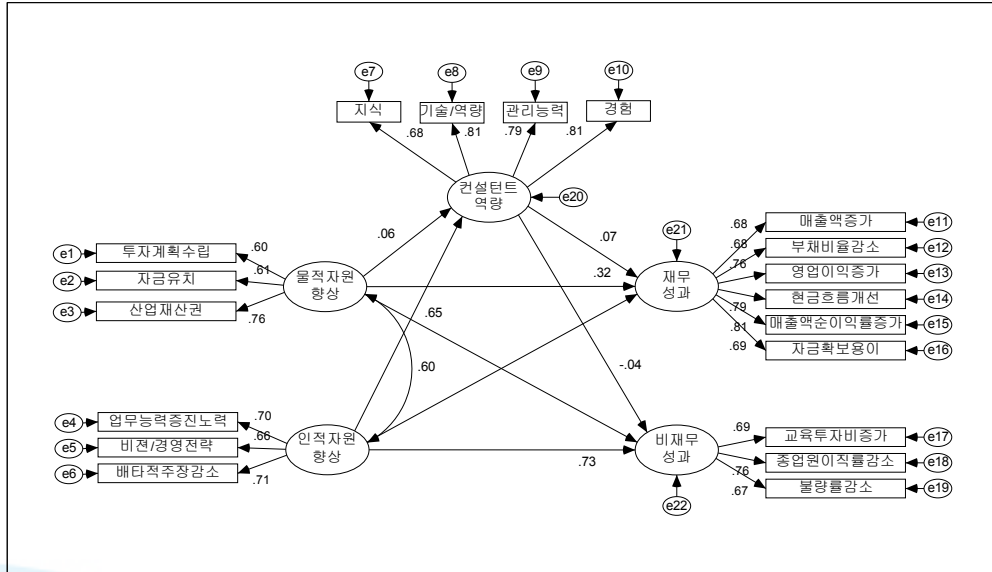 e7
e8
e9
e10
지식
기술/역량
관리능력
경험
.68
.81
.79
.81
컨설턴트
역량
e20
e1
투자계획수립
.60
e2
자금유치
.61
e3
산업재산권
.76
물적자원
향상
.06
.07
.32
e21
재무
성과
.68
매출액증가
e11
.68
부채비율감소
e12
.76
영업이익증가
e13
현금흐름개선
e14
.79
매출액순이익률증가
e15
.81
자금확보용이
e16
.69
.65
.60
-.04
e4
업무능력증진노력
.70
e5
비젼/경영전략
.66
e6
배타적주장감소
.71
인적자원
향상
.73
비재무
성과
e22
.69
교육투자비증가
e17
종업원이직률감소
e18
.76
불량률감소
e19
.67